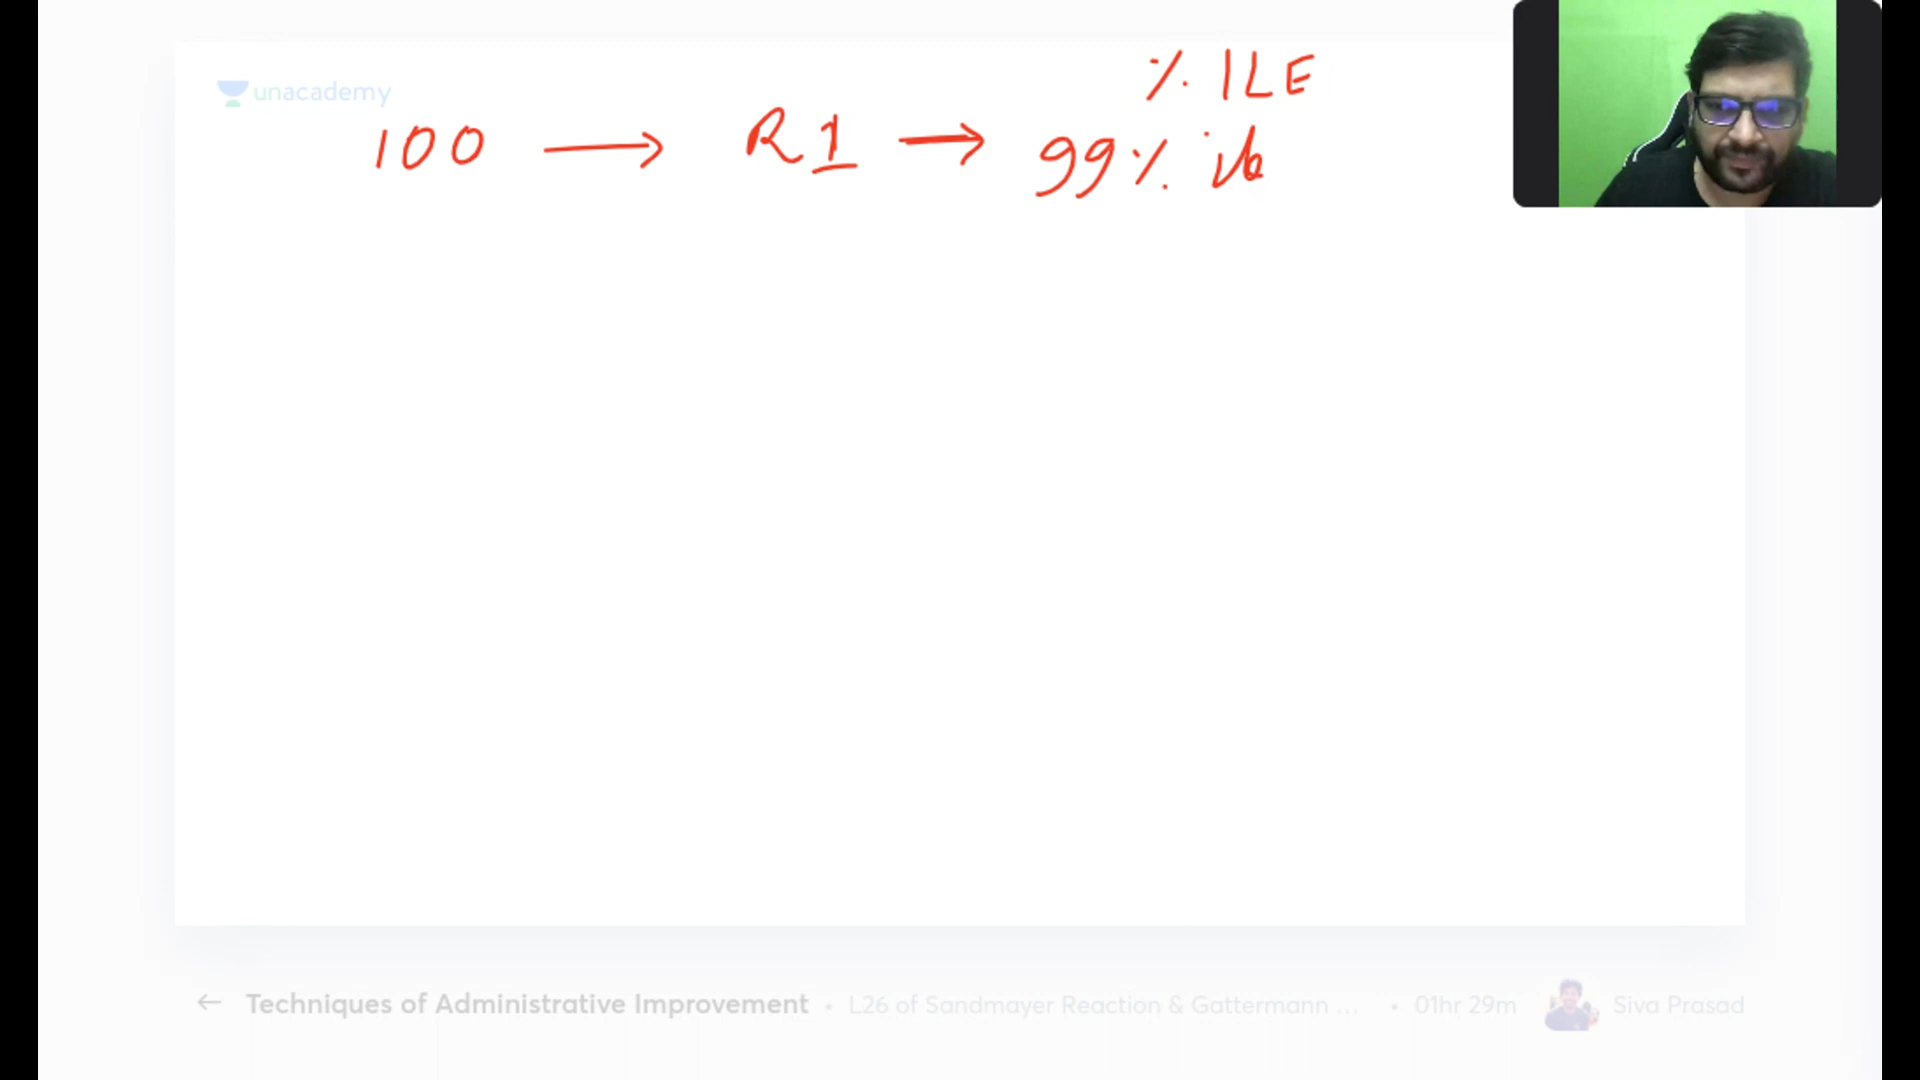 % ILE
unacademy
100 → R1 → 99% ile
← Techniques of Administrative Improvement • L26 of Sandmayer Reaction & Gattermann ... • 01hr 29m Siva Prasad